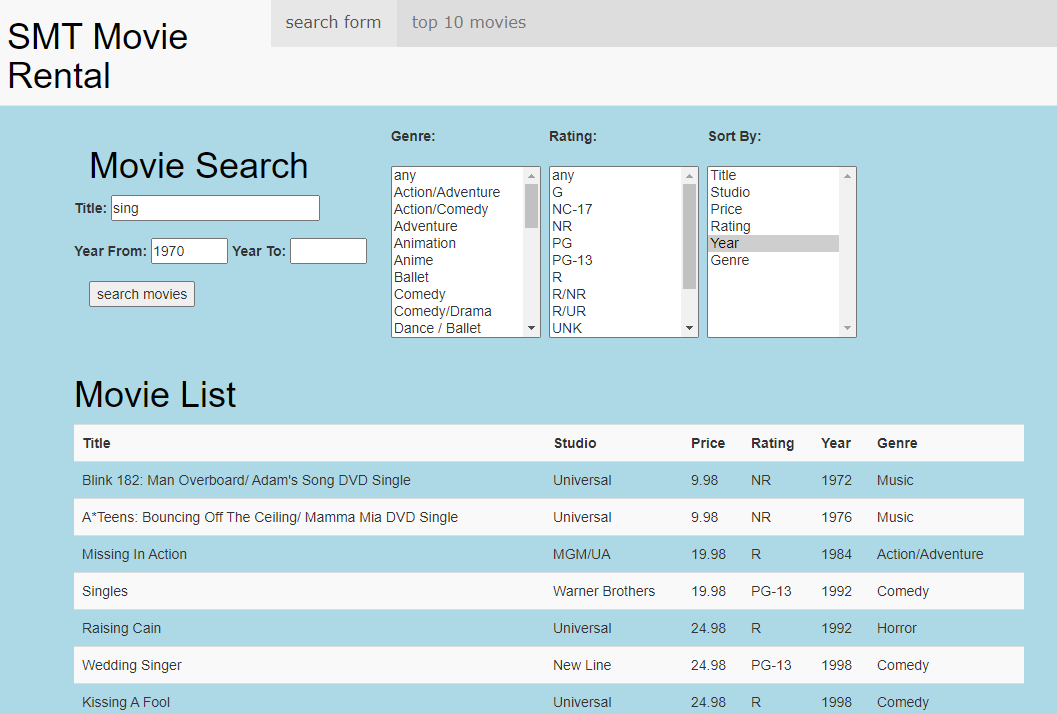 SMT Movie
Rental
search form
top 10 movies
Movie Search
Title: sing
Year From: 1970 Year To:
search movies
Genre:
any
Action/Adventure
Action/Comedy
Adventure
Animation
Anime
Ballet
Comedy
Comedy/Drama
Dance / Ballet
Rating:
any
G
NC-17
NR
PG
PG-13
R
R/NR
R/UR
UNK
Sort By:
Title
Studio
Price
Rating
Year
Genre
Movie List
Title Studio Price Rating Year Genre
Blink 182: Man Overboard/ Adam's Song DVD Single Universal 9.98 NR 1972 Music
A*Teens: Bouncing Off The Ceiling/ Mamma Mia DVD Single Universal 9.98 NR 1976 Music
Missing In Action MGM/UA 19.98 R 1984 Action/Adventure
Singles Warner Brothers 19.98 PG-13 1992 Comedy
Raising Cain Universal 24.98 R 1992 Horror
Wedding Singer New Line 24.98 PG-13 1998 Comedy
Kissing A Fool Universal 24.98 R 1998 Comedy